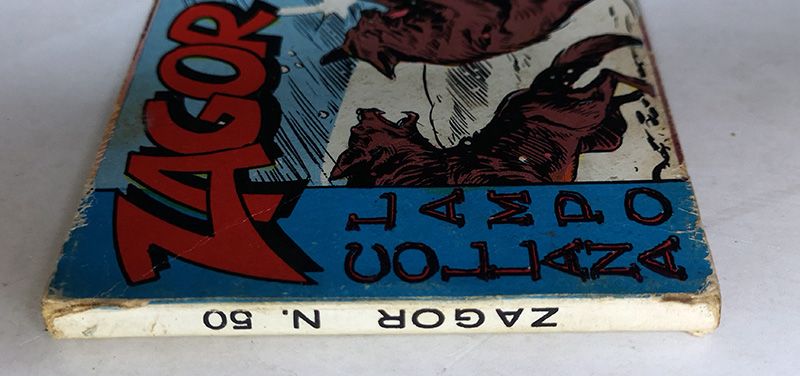 ZAGOR
COLLANA
LAMPO
ZAGOR N. 50